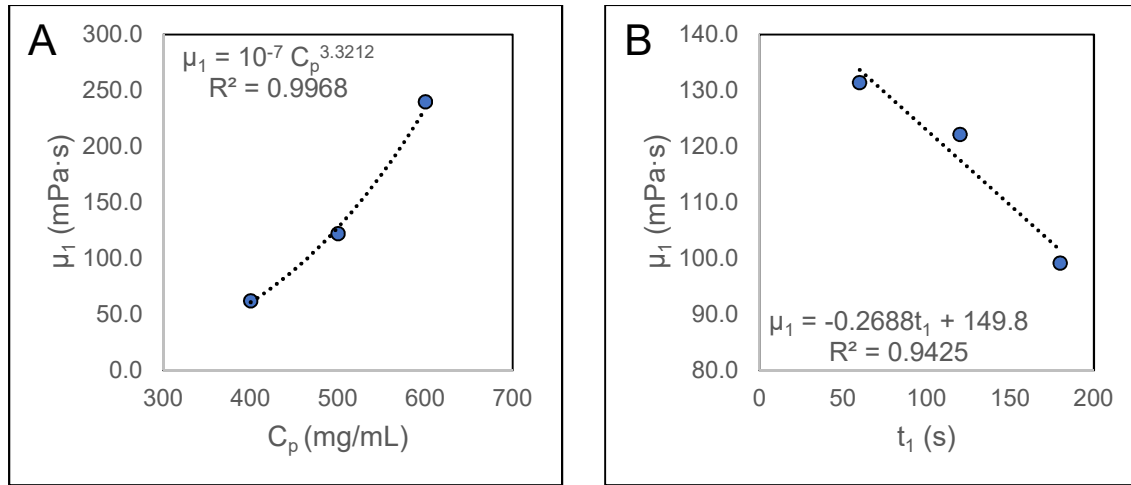 A
μ₁ = 10⁻⁷ Cₚ³·³²¹²
R² = 0.9968
300.0
250.0
200.0
150.0
100.0
50.0
0.0
μ₁ (mPa·s)
300 400 500 600 700
Cₚ (mg/mL)
B
140.0
130.0
120.0
110.0
100.0
90.0
80.0
μ₁ (mPa·s)
μ₁ = -0.2688t₁ + 149.8
R² = 0.9425
0 50 100 150 200
t₁ (s)